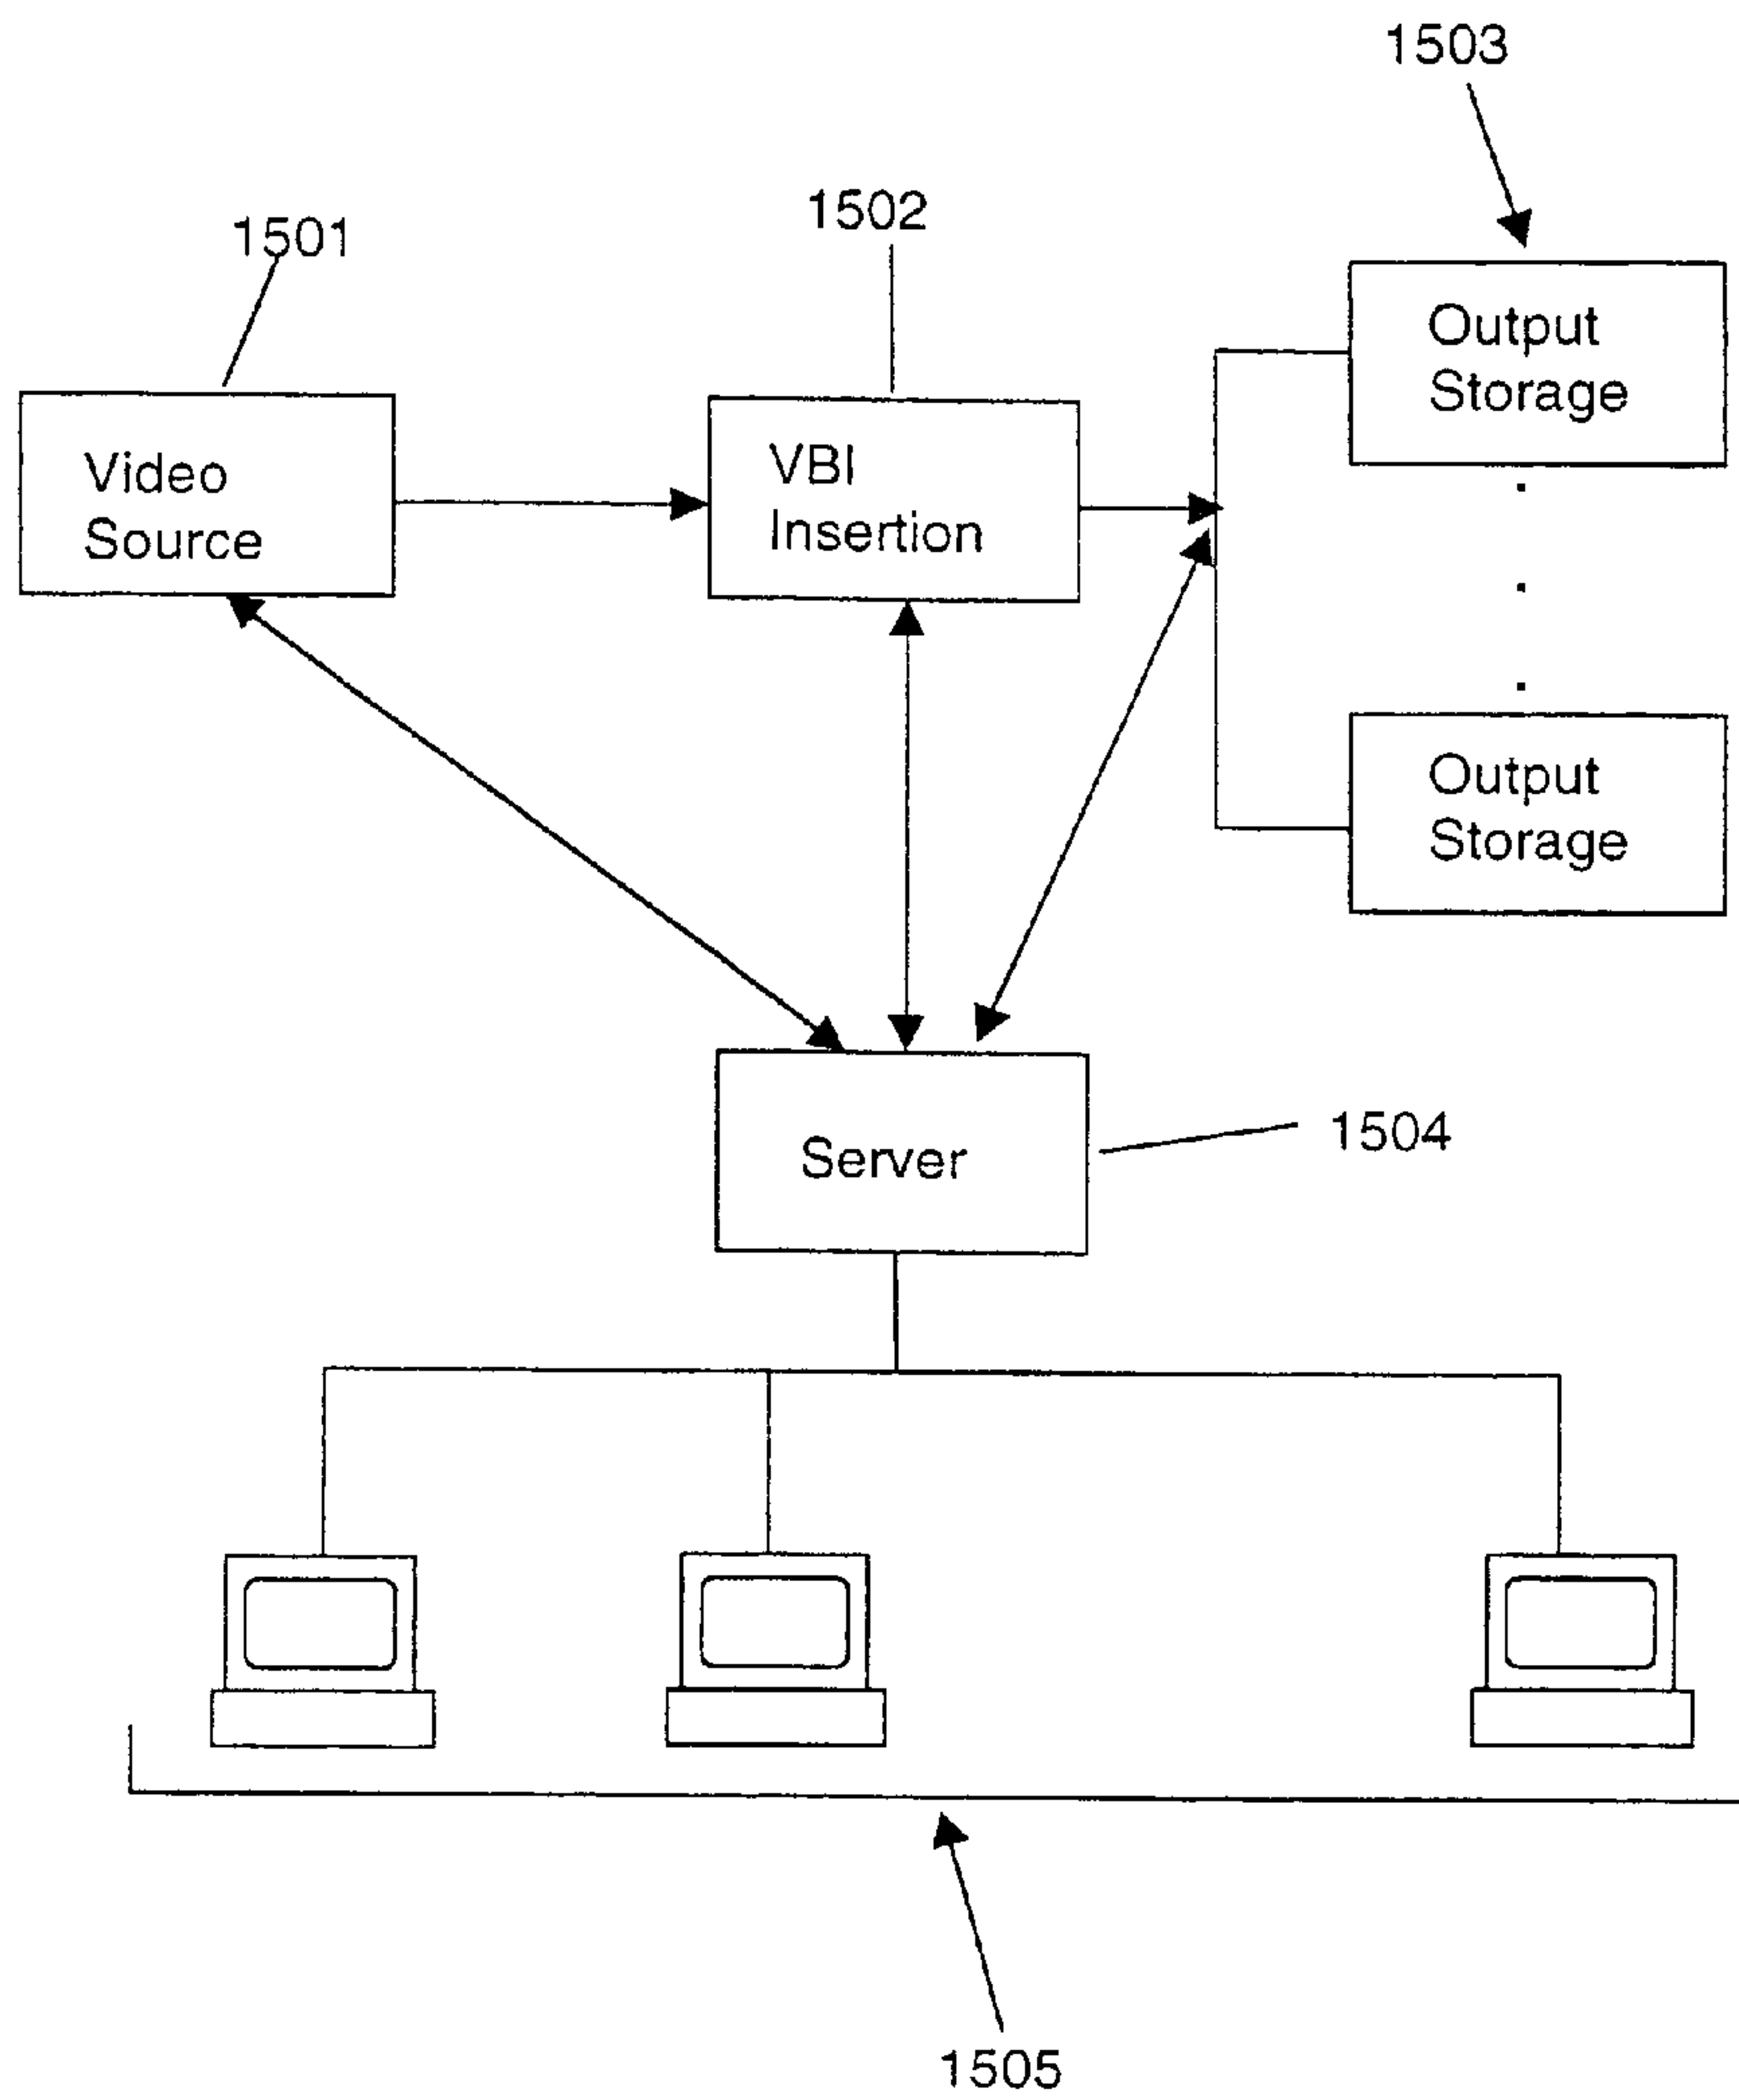 1503
1502
1501
Output
Storage
VBI
Insertion
Video
Source
Output
Storage
1504
Server
1505